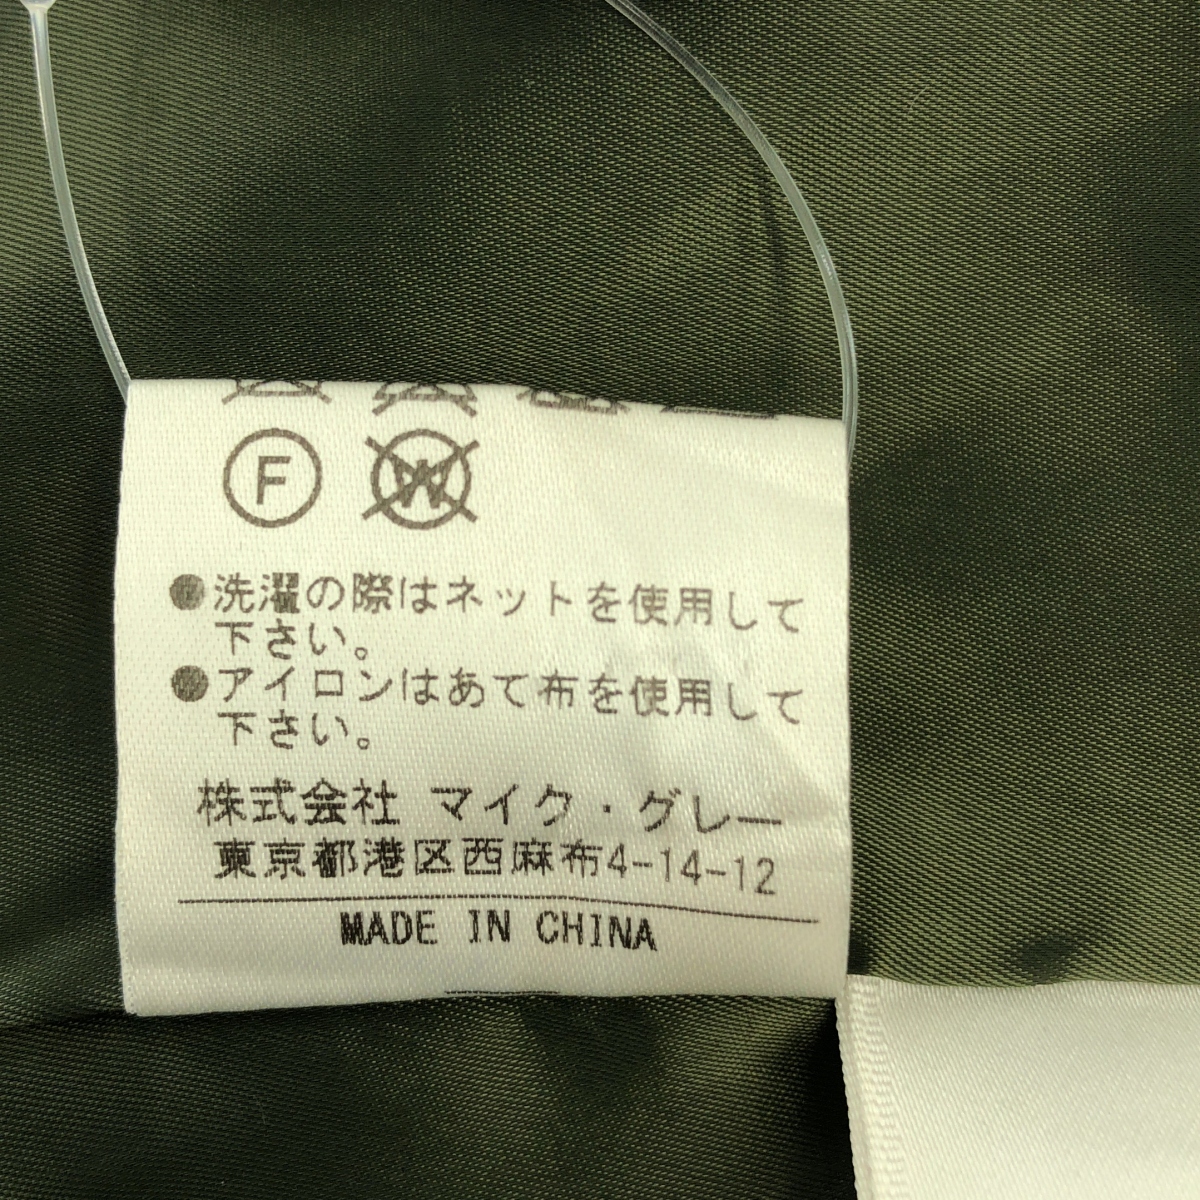 F W
●洗濯の際はネットを使用して
下さい。
●アイロンはあて布を使用して
下さい。
株式会社 マイク・グレー
東京都港区西麻布4-14-12
MADE IN CHINA